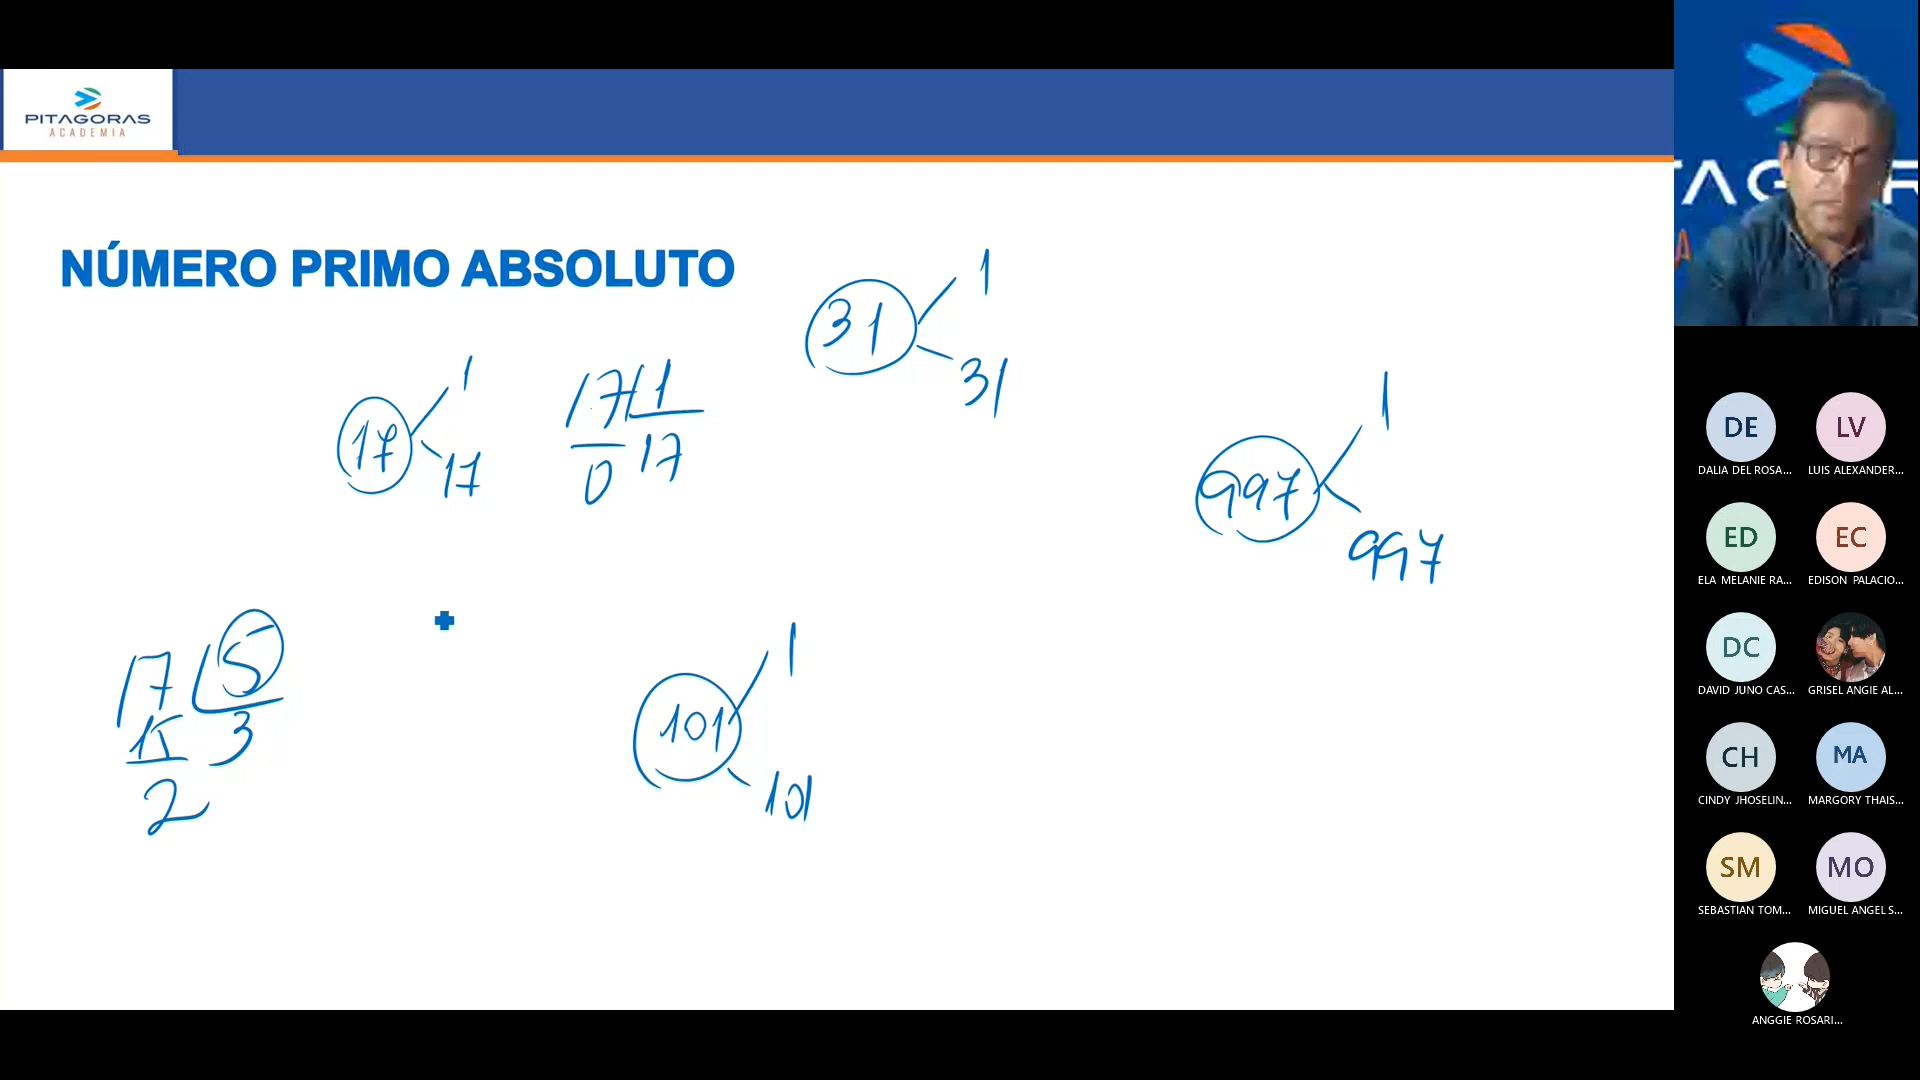 PITAGORAS
ACADEMIA
TAGOR
A
NÚMERO PRIMO ABSOLUTO
31
1
31
17
1
17
17 1
0 17
997
1
997
17 5
15 3
2
101
1
101
DE
DALIA DEL ROSA...
LV
LUIS ALEXANDER...
ED
ELA MELANIE RA...
EC
EDISON PALACIO...
DC
DAVID JUNO CAS...
GRISEL ANGIE AL...
CH
CINDY JHOSELIN...
MA
MARGORY THAIS...
SM
SEBASTIAN TOM...
MO
MIGUEL ANGEL S...
ANGGIE ROSARI...